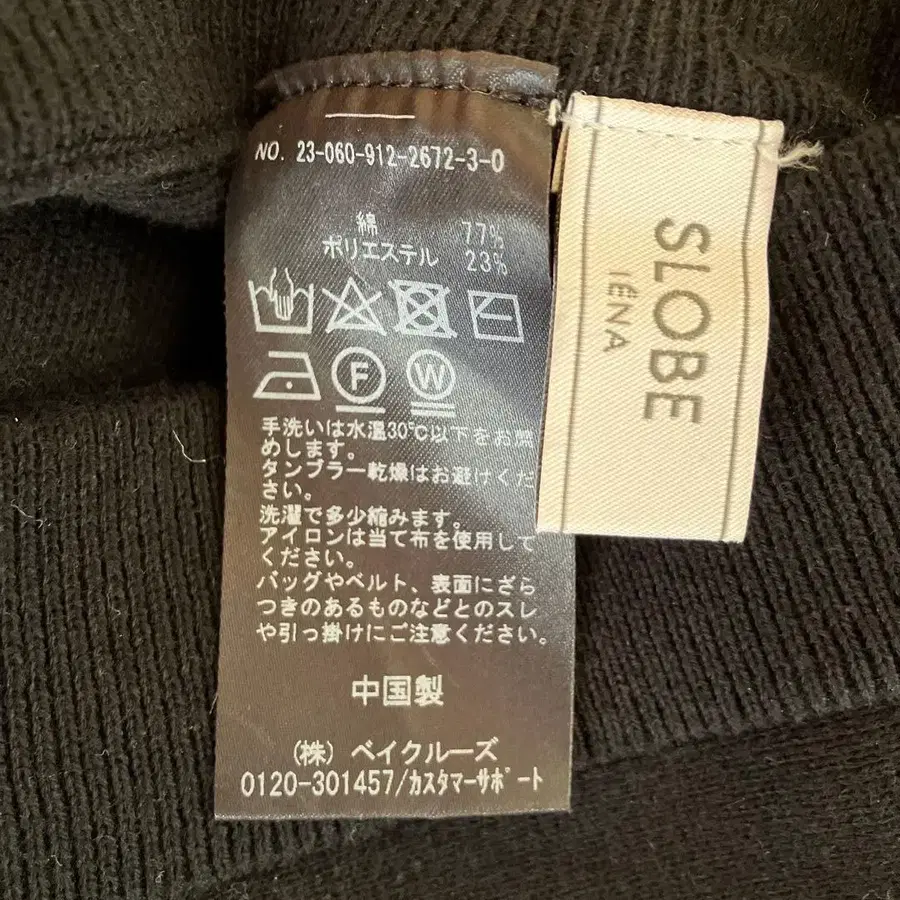 NO. 23-060-912-2672-3-0
綿 77%
ポリエステル 23%
F
W
手洗いは水温30℃以下をお
めします。
タンブラー乾燥はお避けくだ
さい。
洗濯で多少縮みます。
アイロンは当て布を使用して
ください。
バッグやベルト、表面にざら
つきのあるものなどとのスレ
や引っ掛けにご注意ください。
中国製
(株) ベイクルーズ
0120-301457/カスタマーサポート
SLOBE
IÉNA